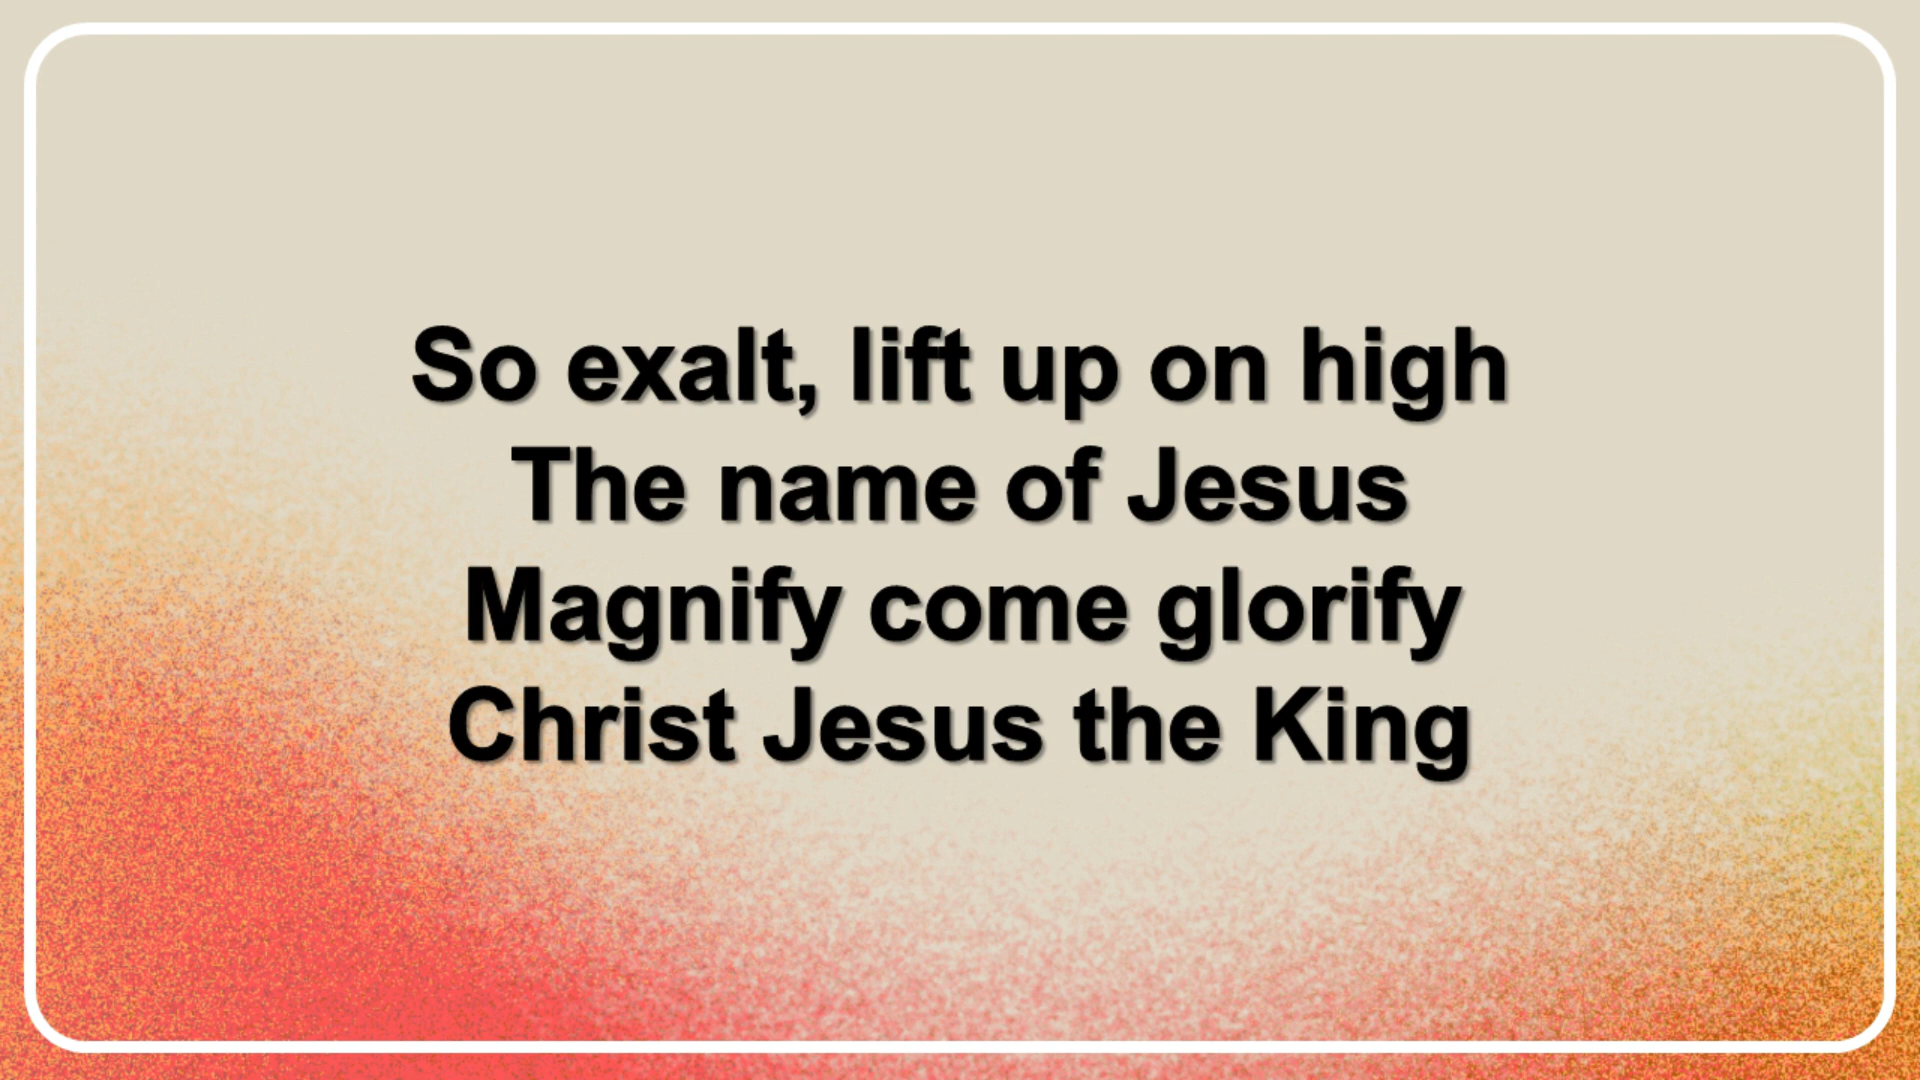 So exalt, lift up on high
The name of Jesus
Magnify come glorify
Christ Jesus the King